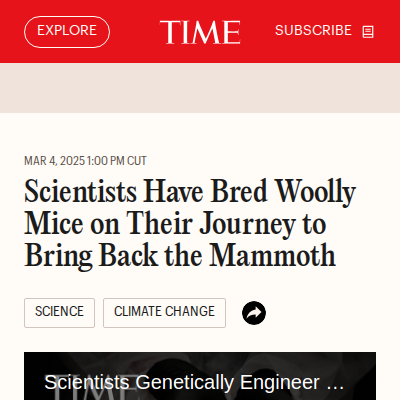 EXPLORE
TIME
SUBSCRIBE
MAR 4, 2025 1:00 PM CUT
Scientists Have Bred Woolly
Mice on Their Journey to
Bring Back the Mammoth
SCIENCE
CLIMATE CHANGE
TIME
Scientists Genetically Engineer …